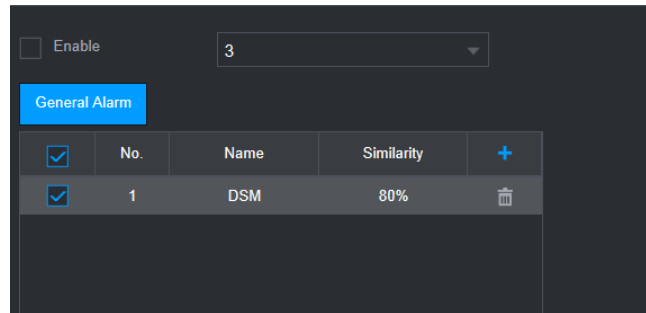 Enable 3
General Alarm
No. Name Similarity +
1 DSM 80%